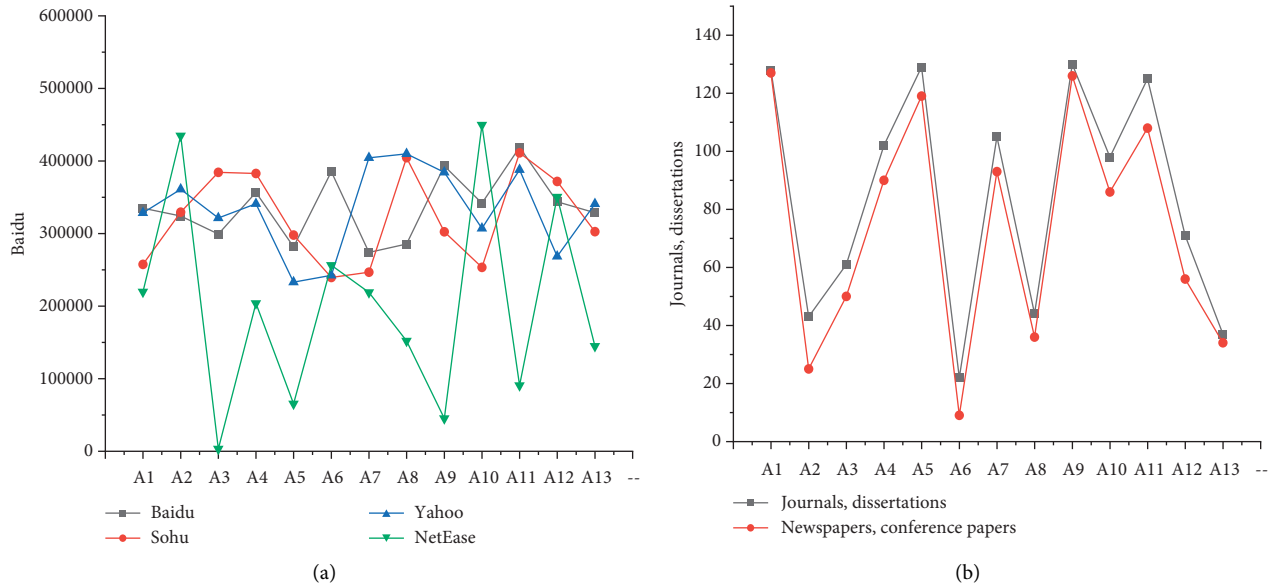 600000
500000
400000
300000
200000
100000
0
Baidu
A1 A2 A3 A4 A5 A6 A7 A8 A9 A10 A11 A12 A13 --
Baidu
Sohu
Yahoo
NetEase
(a)
140
120
100
80
60
40
20
0
Journals, dissertations
A1 A2 A3 A4 A5 A6 A7 A8 A9 A10 A11 A12 A13 --
Journals, dissertations
Newspapers, conference papers
(b)